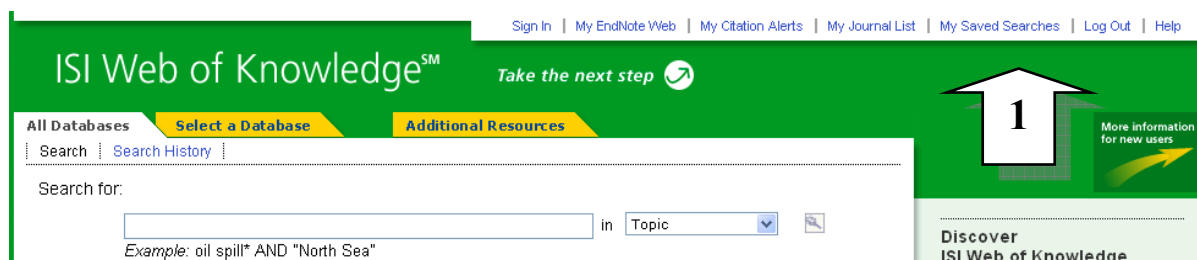 Sign In | My EndNote Web | My Citation Alerts | My Journal List | My Saved Searches | Log Out | Help
ISI Web of Knowledge℠ Take the next step
1
More information
for new users
All Databases Select a Database Additional Resources
Search | Search History
Search for:
in Topic
Example: oil spill* AND "North Sea"
Discover
ISI Web of Knowledge